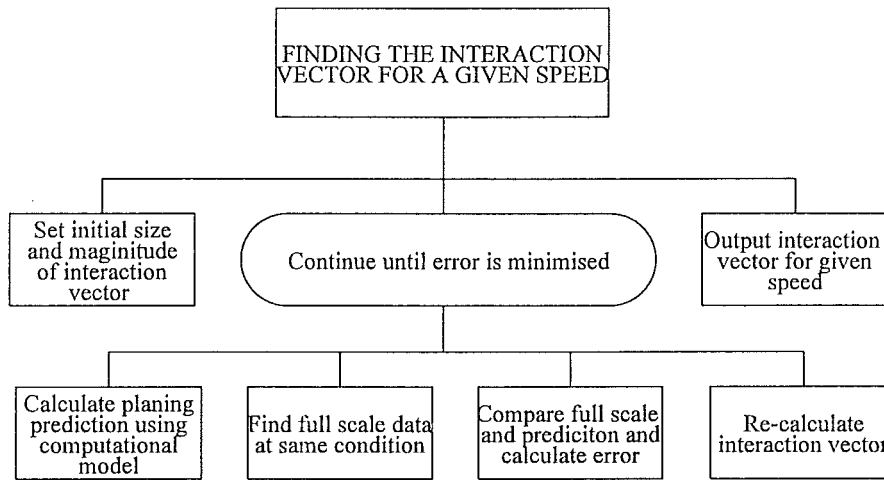 FINDING THE INTERACTION
VECTOR FOR A GIVEN SPEED
Set initial size
and maginitude
of interaction
vector
Continue until error is minimised
Output interaction
vector for given
speed
Calculate planing
prediction using
computational
model
Find full scale data
at same condition
Compare full scale
and prediciton and
calculate error
Re-calculate
interaction vector